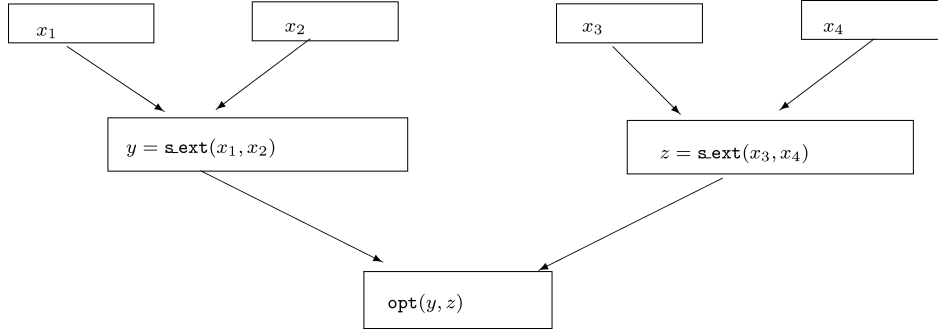 x₁
x₂
x₃
x₄
y = s_ext(x₁, x₂)
z = s_ext(x₃, x₄)
opt(y, z)